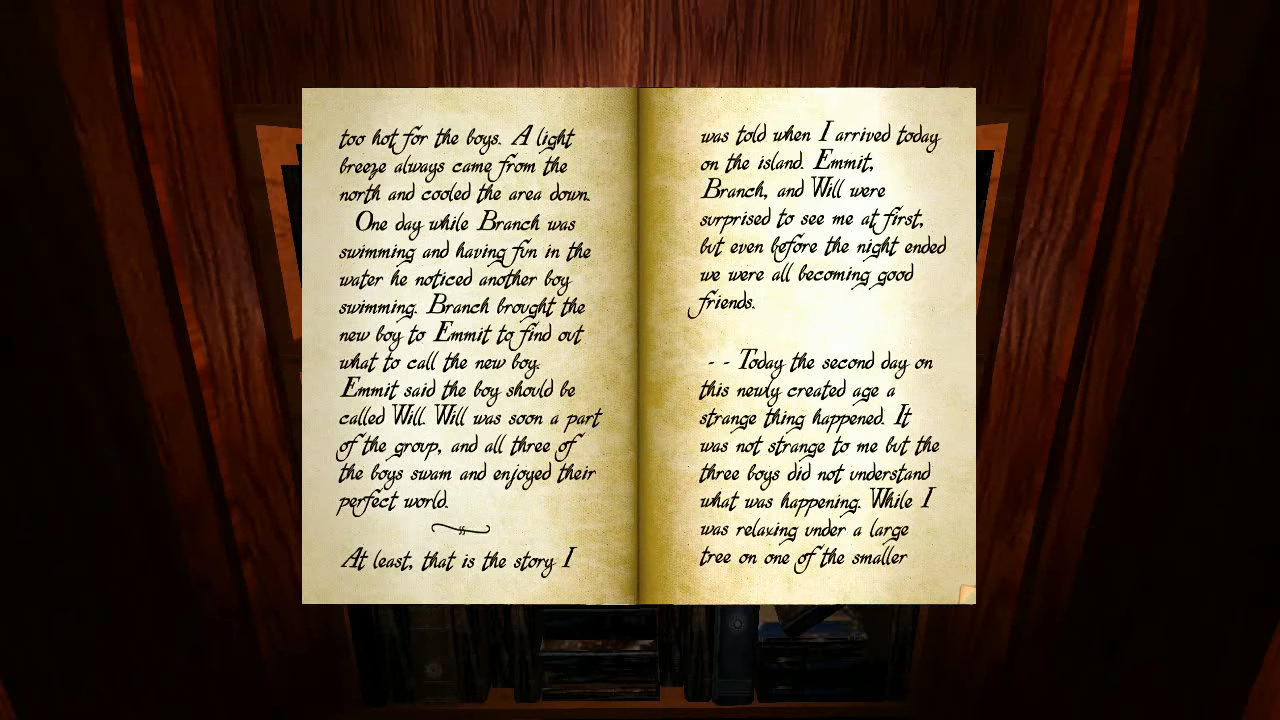 too hot for the boys. A light
breeze always came from the
north and cooled the area down.
One day while Branch was
swimming and having fun in the
water he noticed another boy
swimming. Branch brought the
new boy to Emmit to find out
what to call the new boy.
Emmit said the boy should be
called Will. Will was soon a part
of the group, and all three of
the boys swam and enjoyed their
perfect world.
At least, that is the story I
was told when I arrived today
on the island. Emmit,
Branch, and Will were
surprised to see me at first,
but even before the night ended
we were all becoming good
friends.
- - Today the second day on
this newly created age a
strange thing happened. It
was not strange to me but the
three boys did not understand
what was happening. While I
was relaxing under a large
tree on one of the smaller